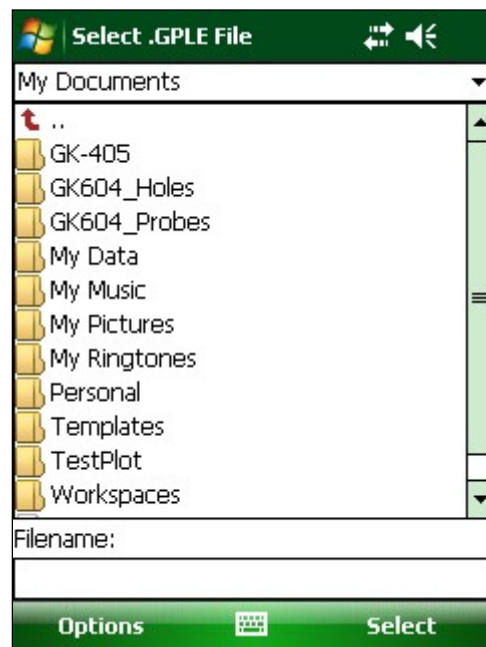 Select .GPLE File
My Documents
..
GK-405
GK604_Holes
GK604_Probes
My Data
My Music
My Pictures
My Ringtones
Personal
Templates
TestPlot
Workspaces
Filename:
Options
Select